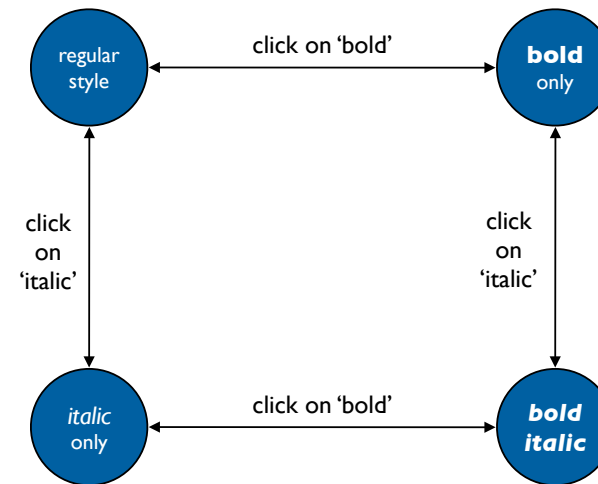 regular
style
click on ‘bold’
bold
only
click
on
‘italic’
click
on
‘italic’
italic
only
click on ‘bold’
bold
italic